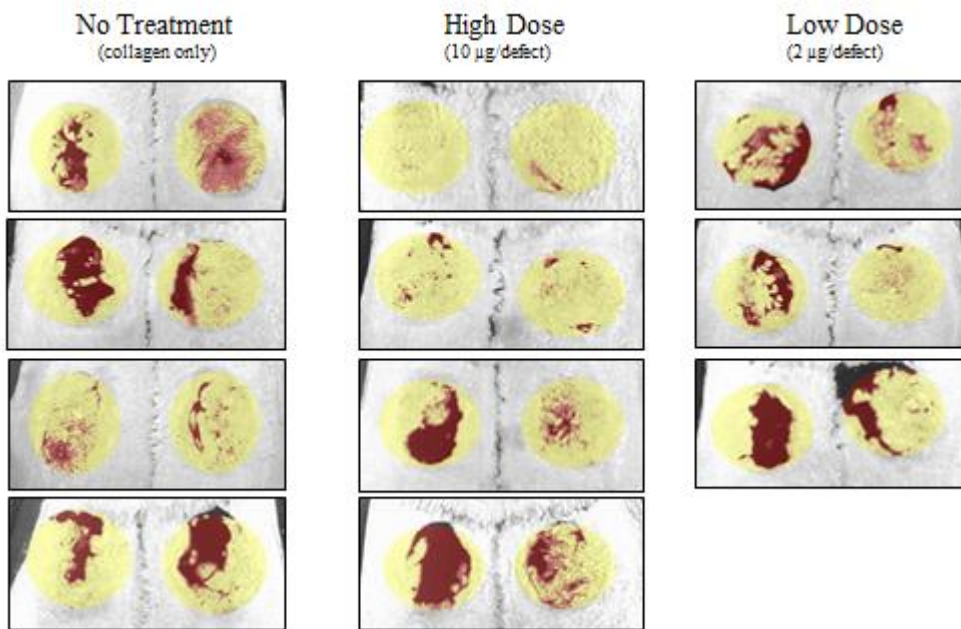 No Treatment
(collagen only)
High Dose
(10 µg/defect)
Low Dose
(2 µg/defect)